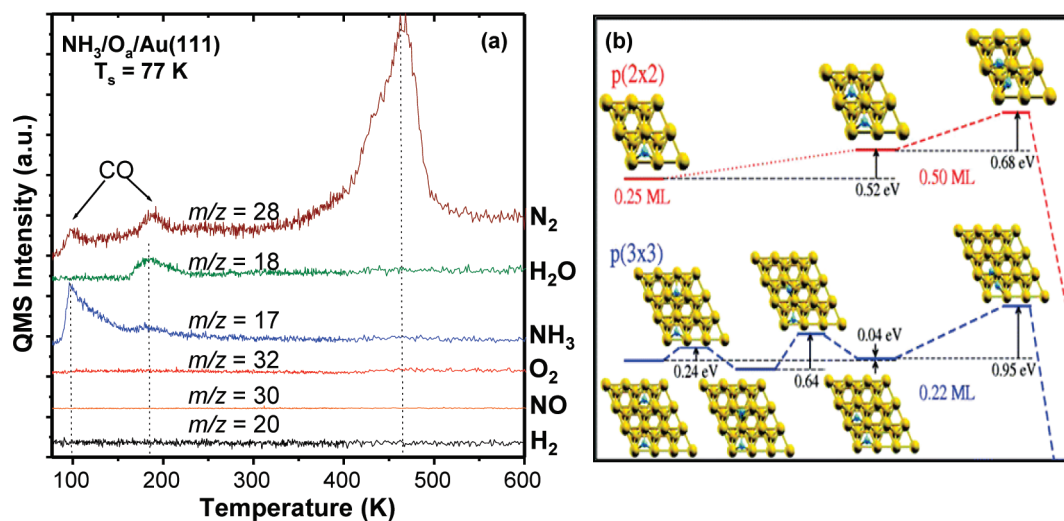 NH₃/Oₐ/Au(111)
Tₛ = 77 K
(a)
CO
m/z = 28
N₂
m/z = 18
H₂O
m/z = 17
NH₃
m/z = 32
O₂
m/z = 30
NO
m/z = 20
H₂
QMS Intensity (a.u.)
100 200 300 400 500 600
Temperature (K)
(b)
p(2x2)
0.25 ML
0.52 eV
0.50 ML
0.68 eV
p(3x3)
0.24 eV
0.64
0.04 eV
0.22 ML
0.95 eV